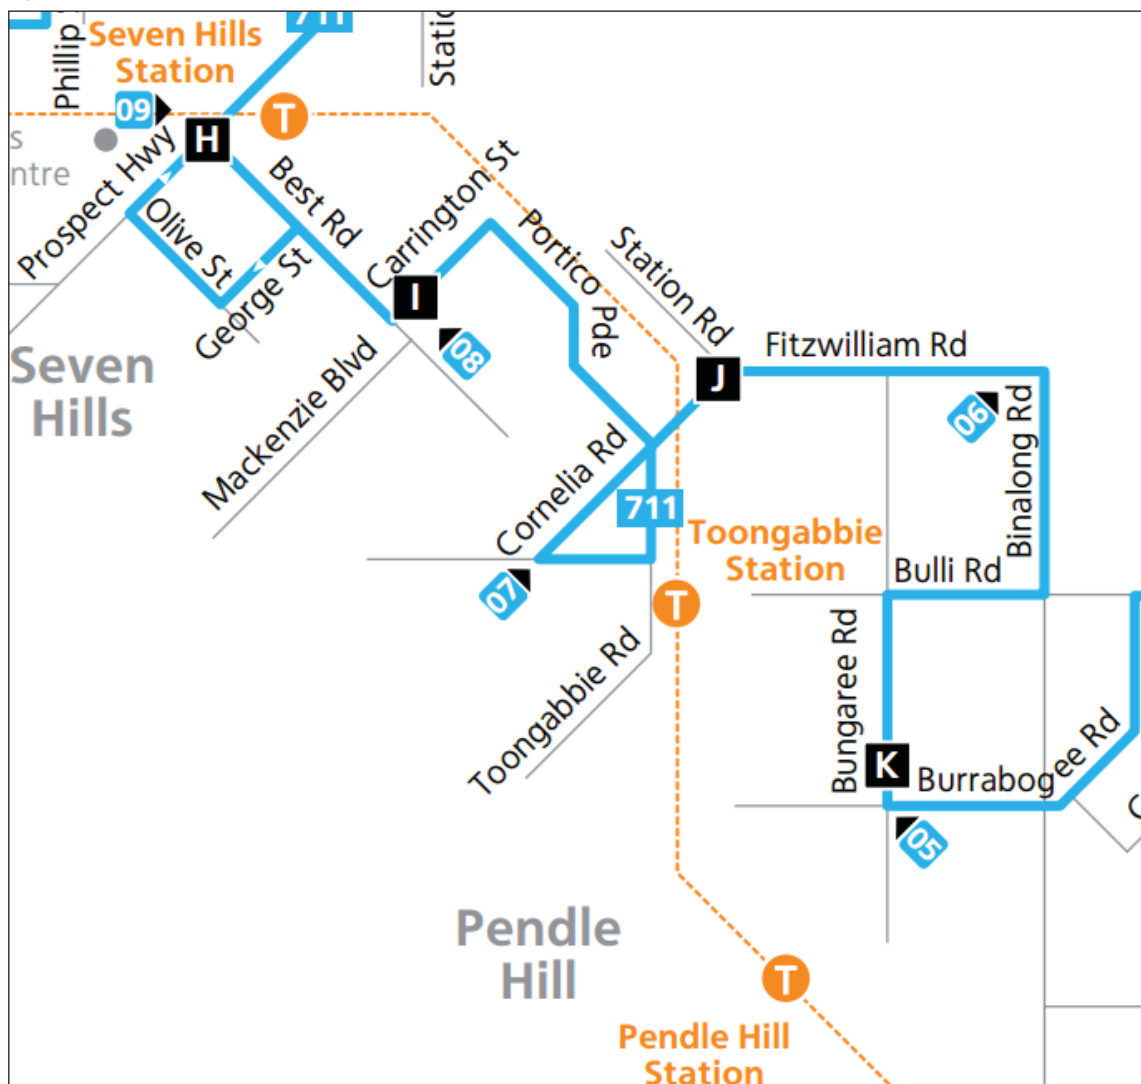 711
Phillip
Seven Hills
Station
Static
09
T
H
s
ntre
Prospect Hwy
Best Rd
Carrington St
Olive St
George St
Portico Pde
Station Rd
I
08
Seven
Hills
Mackenzie Blvd
J
Fitzwilliam Rd
06
Binalong Rd
Cornelia Rd
711
Toongabbie
Station
Bulli Rd
07
T
Toongabbie Rd
Bungaree Rd
K
Burrabogee Rd
05
Pendle
Hill
T
Pendle Hill
Station